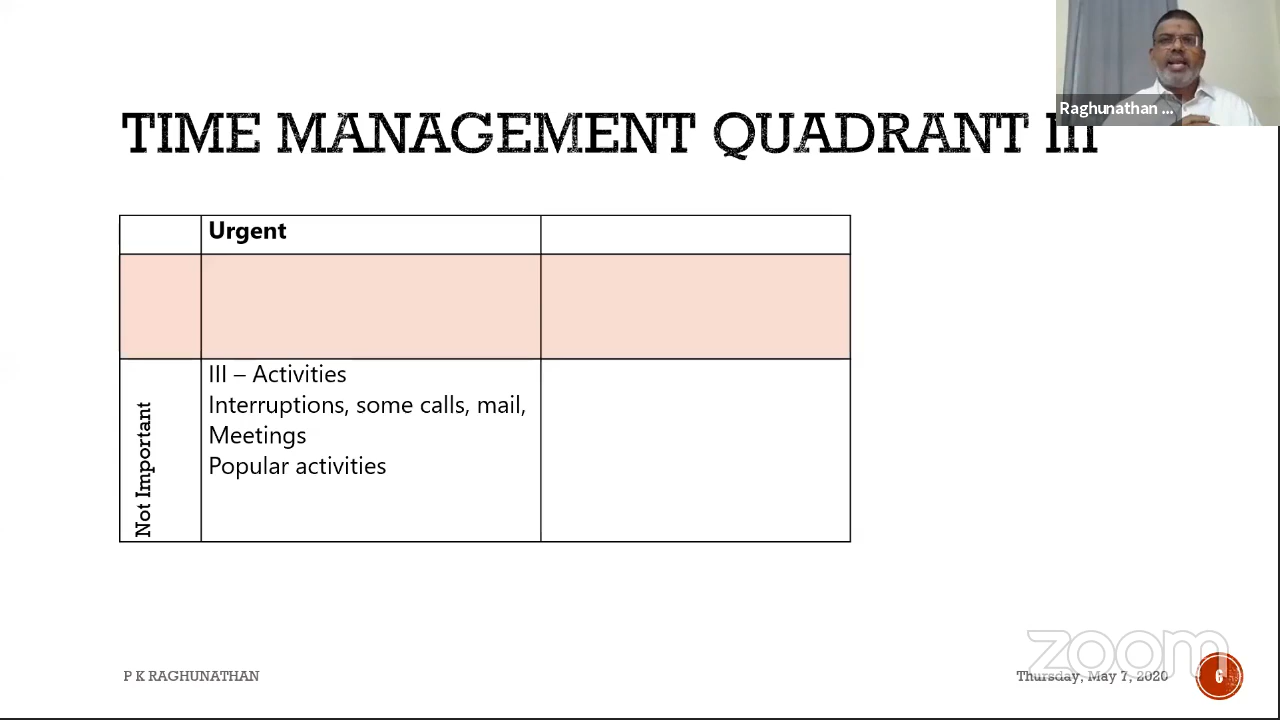 Raghunathan ...
TIME MANAGEMENT QUADRANT III
Urgent
III – Activities
Interruptions, some calls, mail,
Meetings
Popular activities
Not Important
P K RAGHUNATHAN
Thursday, May 7, 2020
6
zoom